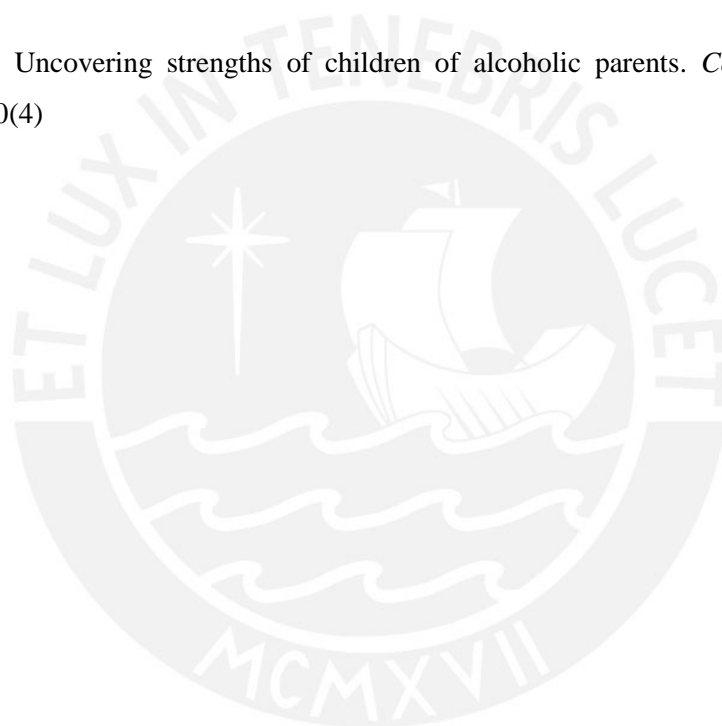 Uncovering strengths of children of alcoholic parents.
0(4)
ET LUX IN TENEBRIS LUCET
MCMXVII